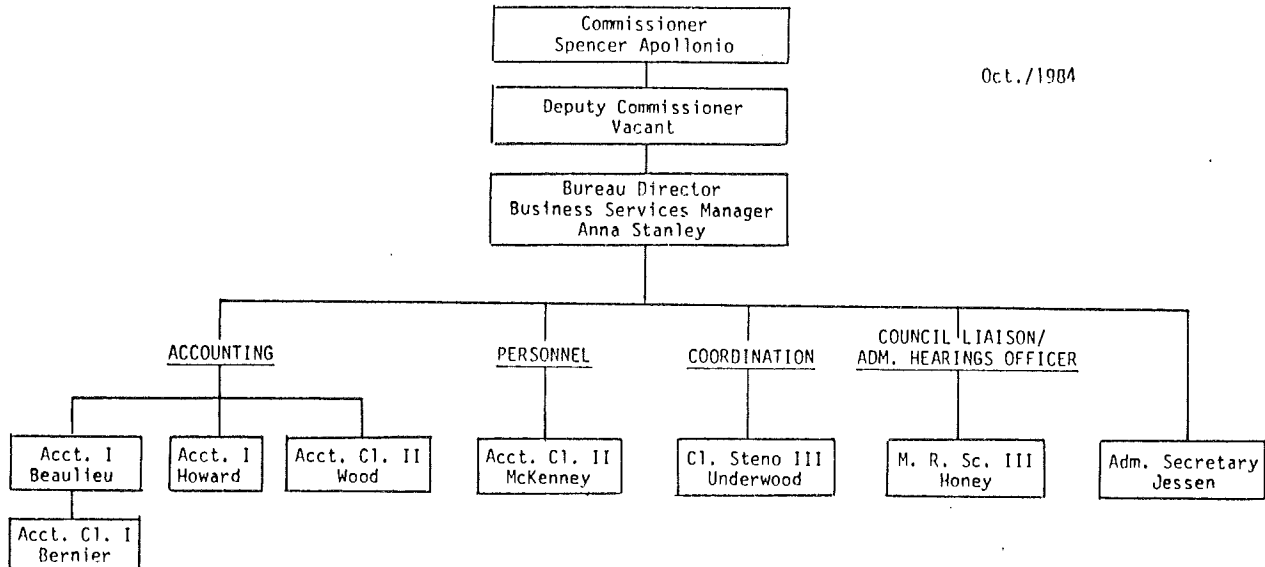 Commissioner
Spencer Apollonio
Oct./1984
Deputy Commissioner
Vacant
Bureau Director
Business Services Manager
Anna Stanley
ACCOUNTING
PERSONNEL
COORDINATION
COUNCIL LIAISON/
ADM. HEARINGS OFFICER
Acct. I
Beaulieu
Acct. I
Howard
Acct. Cl. II
Wood
Acct. Cl. II
McKenney
Cl. Steno III
Underwood
M. R. Sc. III
Honey
Adm. Secretary
Jessen
Acct. Cl. I
Bernier